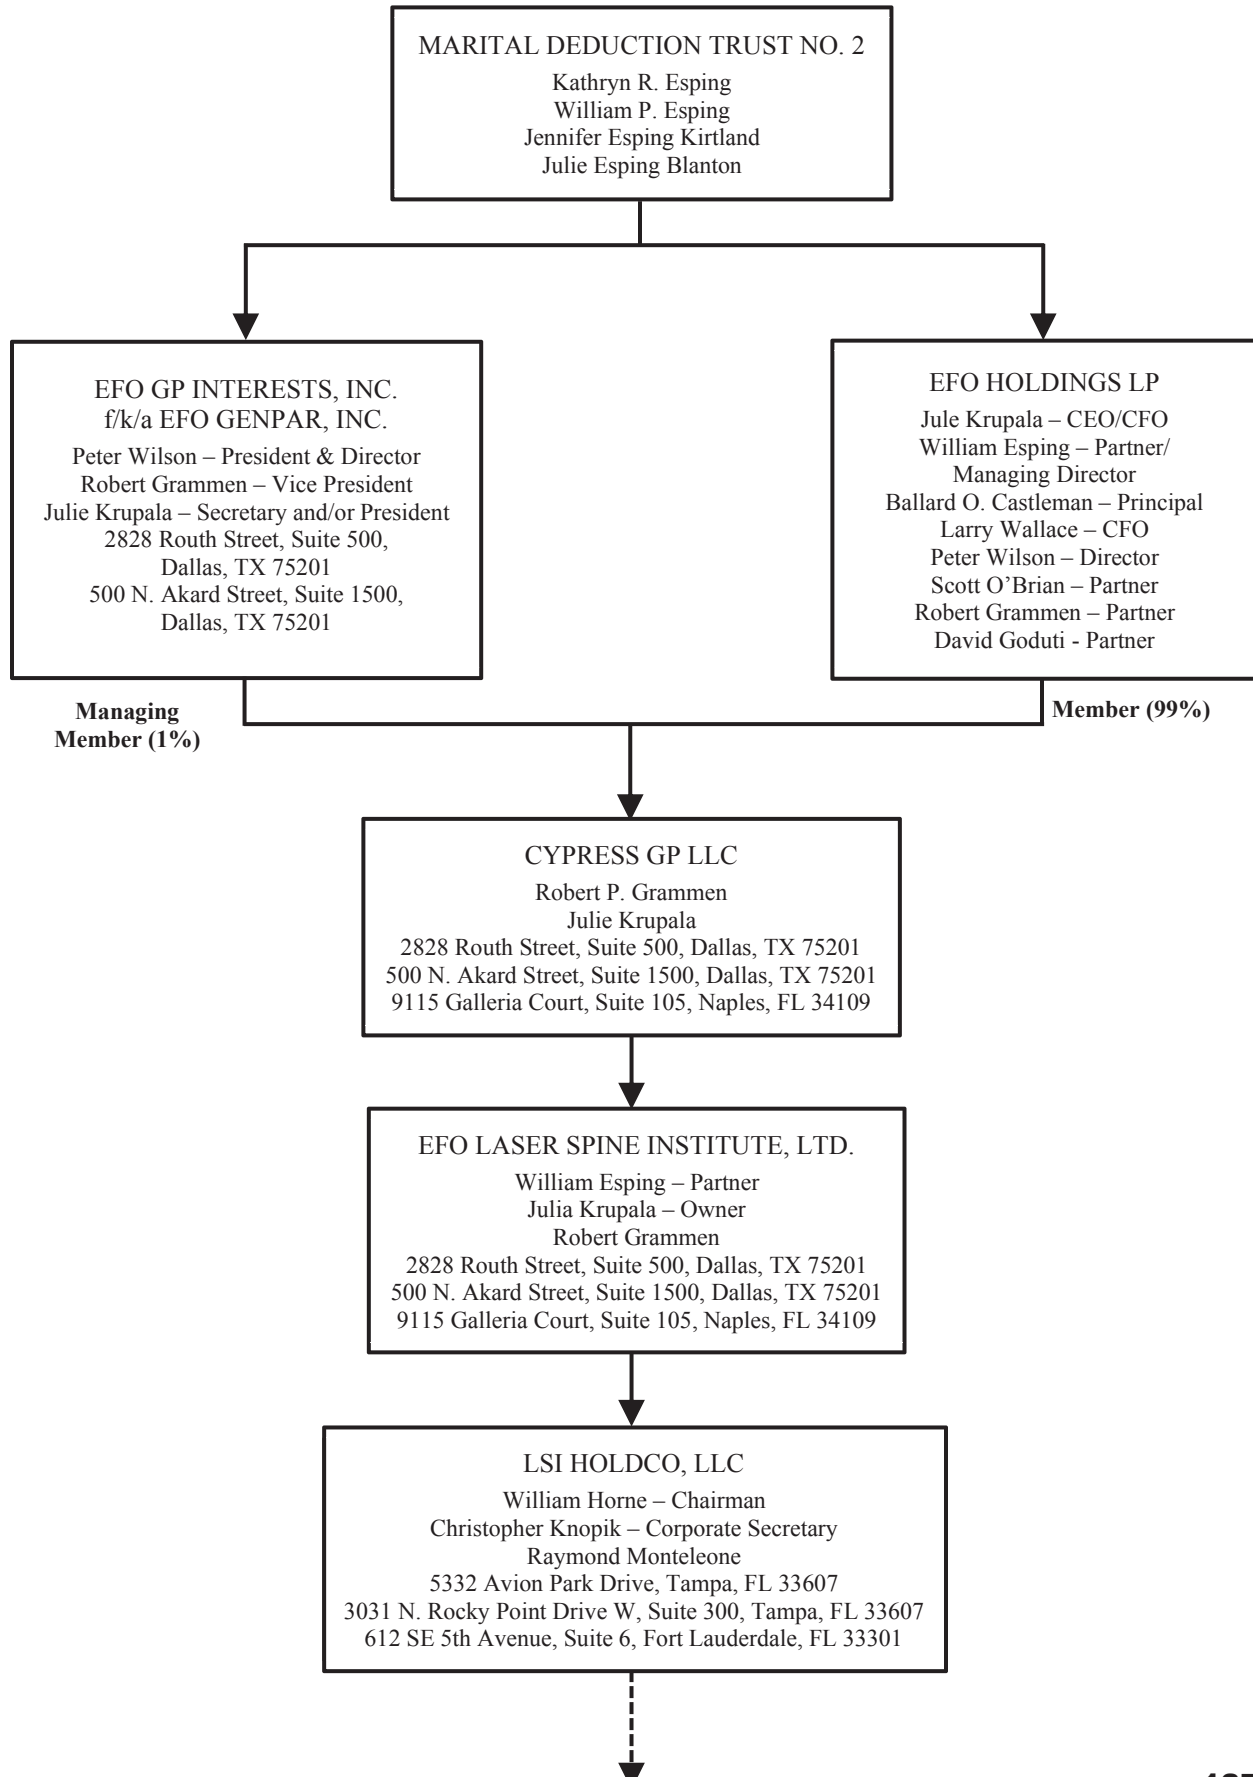 MARITAL DEDUCTION TRUST NO. 2
Kathryn R. Esping
William P. Esping
Jennifer Esping Kirtland
Julie Esping Blanton
EFO GP INTERESTS, INC.
f/k/a EFO GENPAR, INC.
Peter Wilson – President & Director
Robert Grammen – Vice President
Julie Krupala – Secretary and/or President
2828 Routh Street, Suite 500,
Dallas, TX 75201
500 N. Akard Street, Suite 1500,
Dallas, TX 75201
EFO HOLDINGS LP
Jule Krupala – CEO/CFO
William Esping – Partner/
Managing Director
Ballard O. Castleman – Principal
Larry Wallace – CFO
Peter Wilson – Director
Scott O’Brian – Partner
Robert Grammen – Partner
David Goduti - Partner
Managing
Member (1%)
Member (99%)
CYPRESS GP LLC
Robert P. Grammen
Julie Krupala
2828 Routh Street, Suite 500, Dallas, TX 75201
500 N. Akard Street, Suite 1500, Dallas, TX 75201
9115 Galleria Court, Suite 105, Naples, FL 34109
EFO LASER SPINE INSTITUTE, LTD.
William Esping – Partner
Julia Krupala – Owner
Robert Grammen
2828 Routh Street, Suite 500, Dallas, TX 75201
500 N. Akard Street, Suite 1500, Dallas, TX 75201
9115 Galleria Court, Suite 105, Naples, FL 34109
LSI HOLDCO, LLC
William Horne – Chairman
Christopher Knopik – Corporate Secretary
Raymond Monteleone
5332 Avion Park Drive, Tampa, FL 33607
3031 N. Rocky Point Drive W, Suite 300, Tampa, FL 33607
612 SE 5th Avenue, Suite 6, Fort Lauderdale, FL 33301